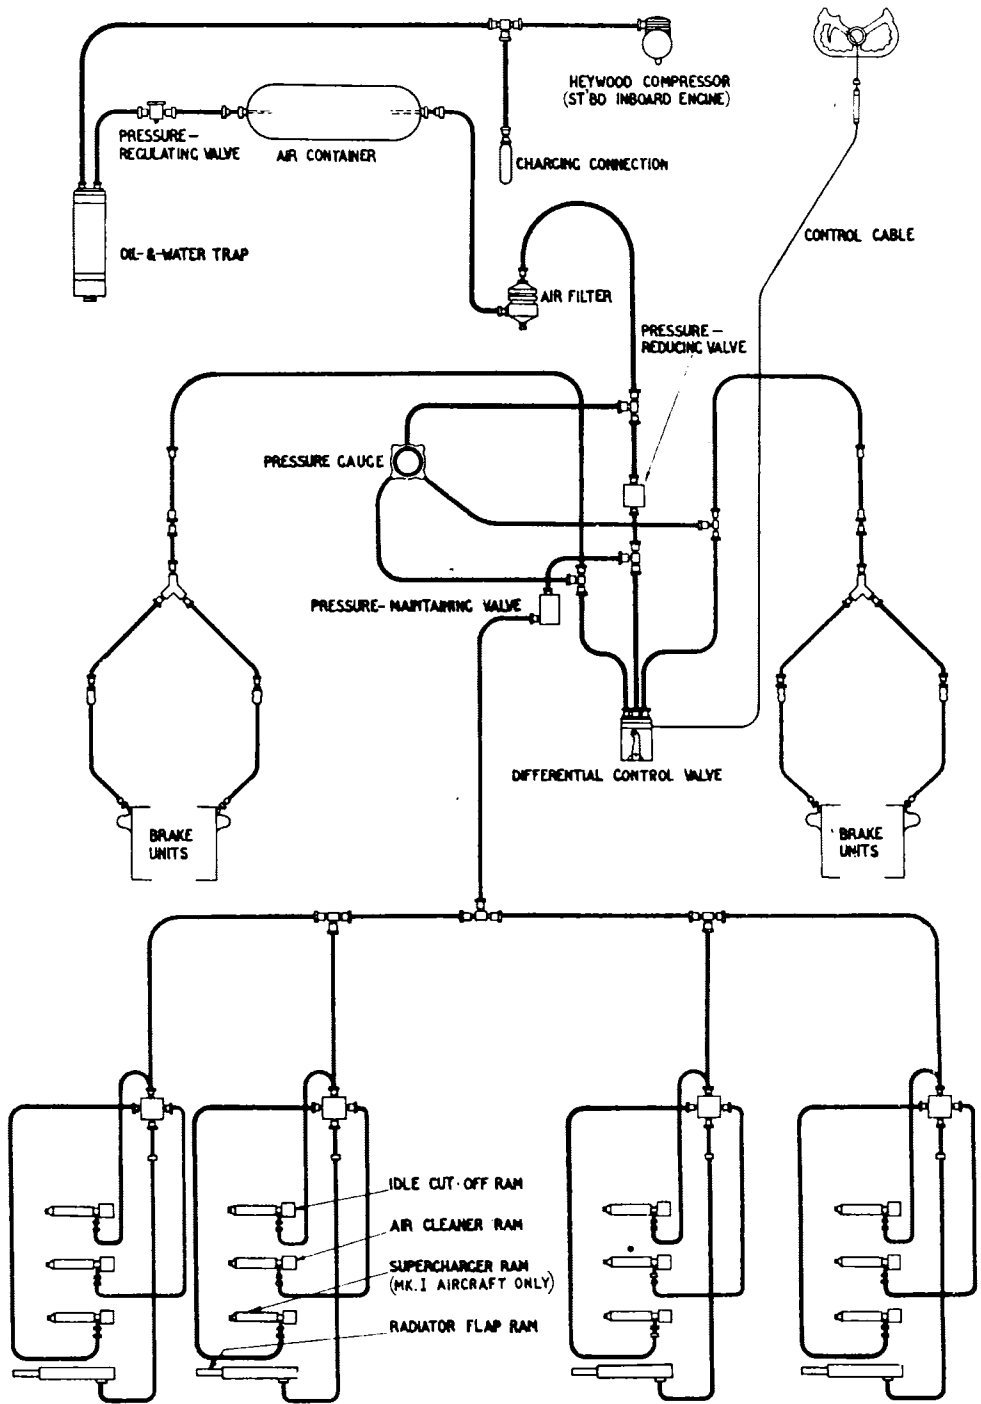 HEYWOOD COMPRESSOR
(ST'BD INBOARD ENGINE)
PRESSURE-
REGULATING VALVE
AIR CONTAINER
CHARGING CONNECTION
CONTROL CABLE
OIL-&-WATER TRAP
AIR FILTER
PRESSURE-
REDUCING VALVE
PRESSURE GAUGE
PRESSURE-MAINTAINING VALVE
DIFFERENTIAL CONTROL VALVE
BRAKE
UNITS
BRAKE
UNITS
IDLE CUT-OFF RAM
AIR CLEANER RAM
SUPERCHARGER RAM
(MK.I AIRCRAFT ONLY)
RADIATOR FLAP RAM